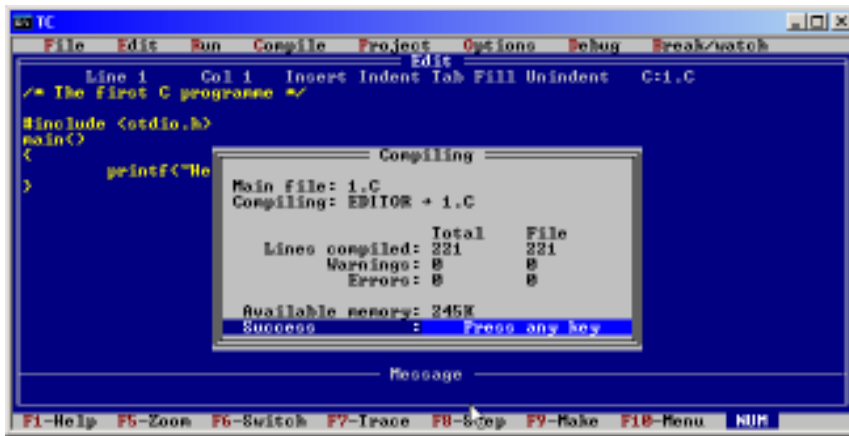 TC
File Edit Run Compile Project Options Debug Break/watch
Edit
Line 1 Col 1 Insert Indent Tab Fill Unindent C:1.C
/* The first C programme */
#include <stdio.h>
main()
{
printf("He
}
Compiling
Main file: 1.C
Compiling: EDITOR → 1.C
Total File
Lines compiled: 221 221
Warnings: 0 0
Errors: 0 0
Available memory: 245K
Success : Press any key
Message
F1-Help F5-Zoom F6-Switch F7-Trace F8-Step F9-Make F10-Menu NUM